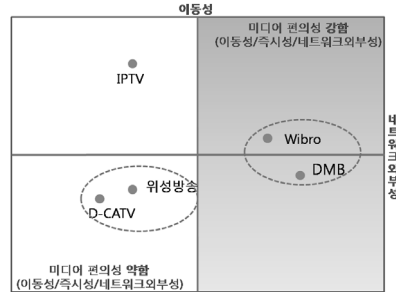 이동성
미디어 편의성 강함
(이동성/즉시성/네트워크외부성)
IPTV
네트워크외부성
Wibro
DMB
위성방송
D-CATV
미디어 편의성 약함
(이동성/즉시성/네트워크외부성)